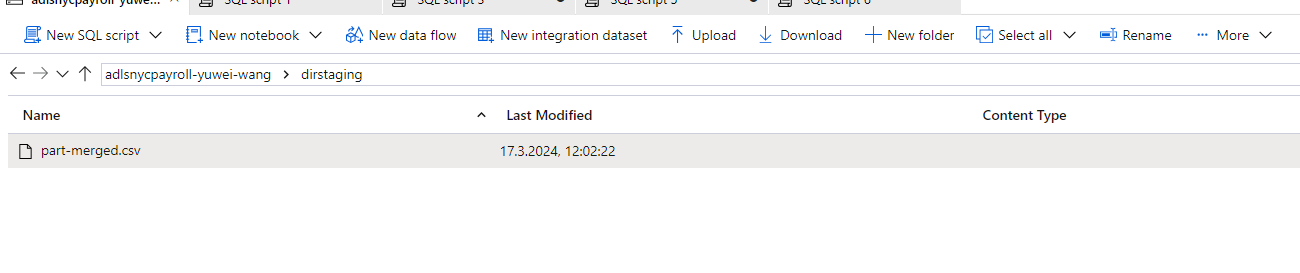 adlsnycpayroll-yuwe... SQL script 1 SQL script 3 SQL script 5 SQL script 6
New SQL script New notebook New data flow New integration dataset Upload Download New folder Select all Rename ··· More
adlsnycpayroll-yuwei-wang > dirstaging
Name Last Modified Content Type
part-merged.csv 17.3.2024, 12:02:22